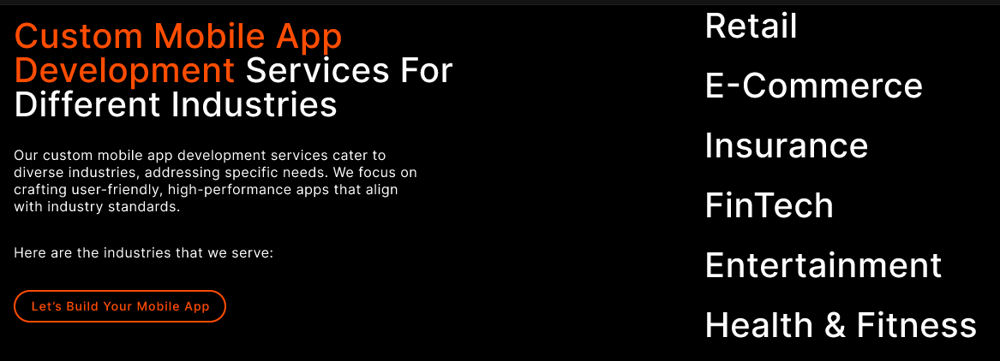 Custom Mobile App
Development Services For
Different Industries
Our custom mobile app development services cater to
diverse industries, addressing specific needs. We focus on
crafting user-friendly, high-performance apps that align
with industry standards.
Here are the industries that we serve:
Let’s Build Your Mobile App
Retail
E-Commerce
Insurance
FinTech
Entertainment
Health & Fitness